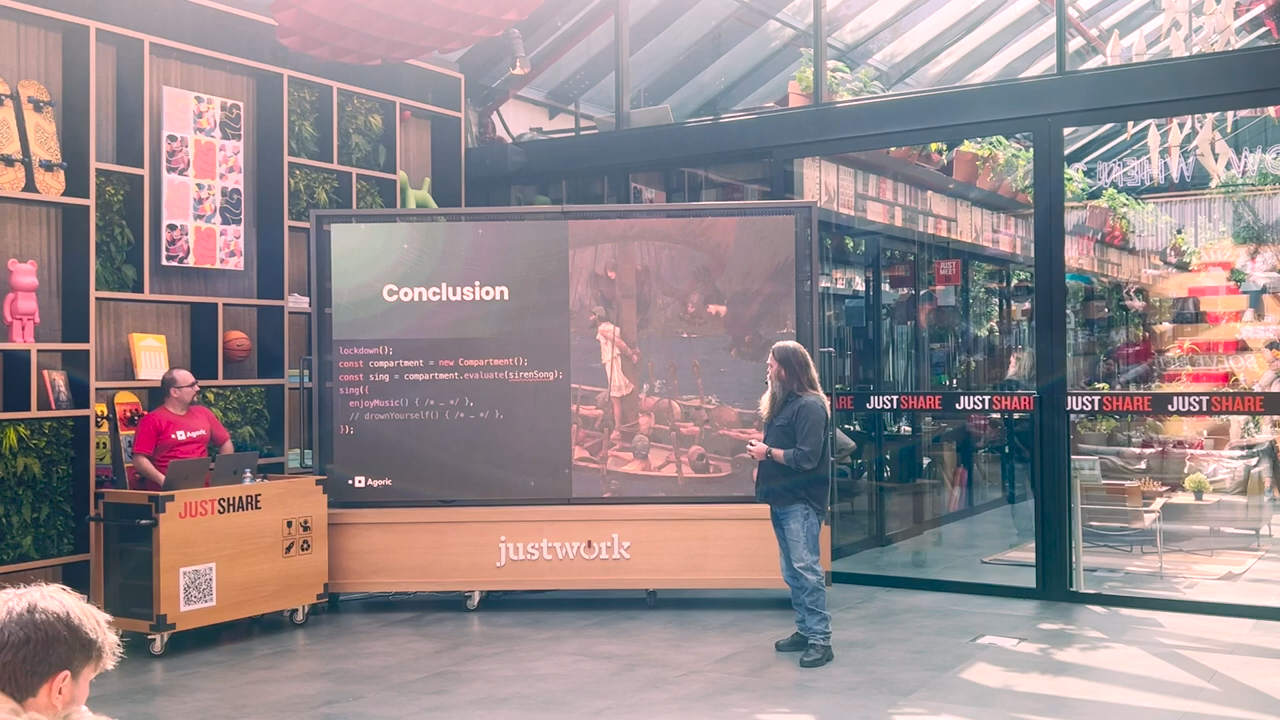 Conclusion
lockdown();
const compartment = new Compartment();
const sing = compartment.evaluate(sirenSong);
sing({
enjoyMusic() { /* … */ },
// drownYourself() { /* … */ },
});
Agoric
Agoric
JUSTSHARE
justwork
JUST
MEET
ARE JUSTSHARE JUSTSHARE JUSTSHARE JUSTSHARE